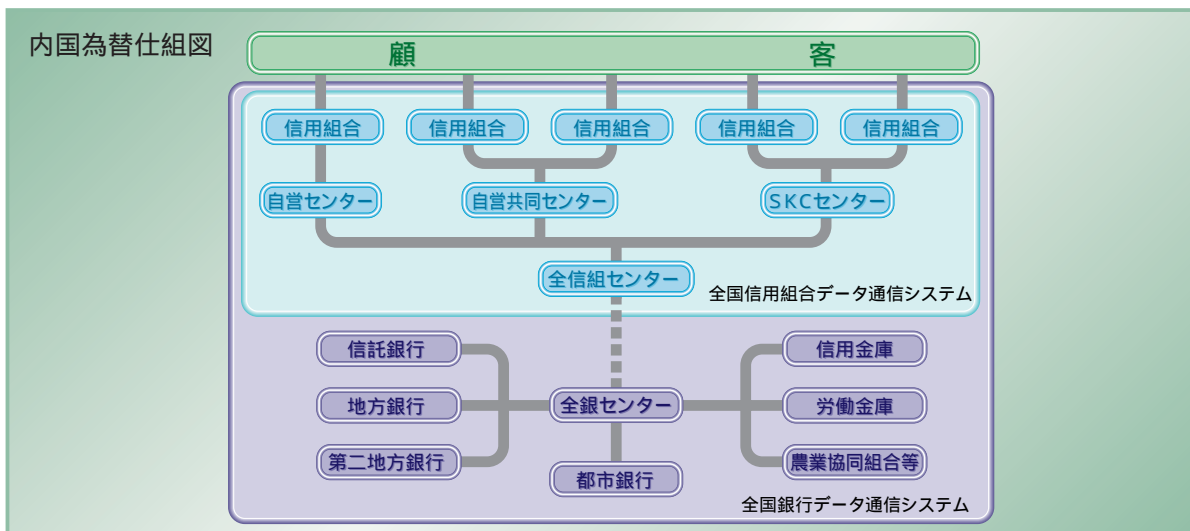 内国為替仕組図
顧客
信用組合 信用組合 信用組合 信用組合 信用組合
自営センター 自営共同センター SKCセンター
全信組センター
全国信用組合データ通信システム
信託銀行 信用金庫
地方銀行 全銀センター 労働金庫
第二地方銀行 都市銀行 農業協同組合等
全国銀行データ通信システム